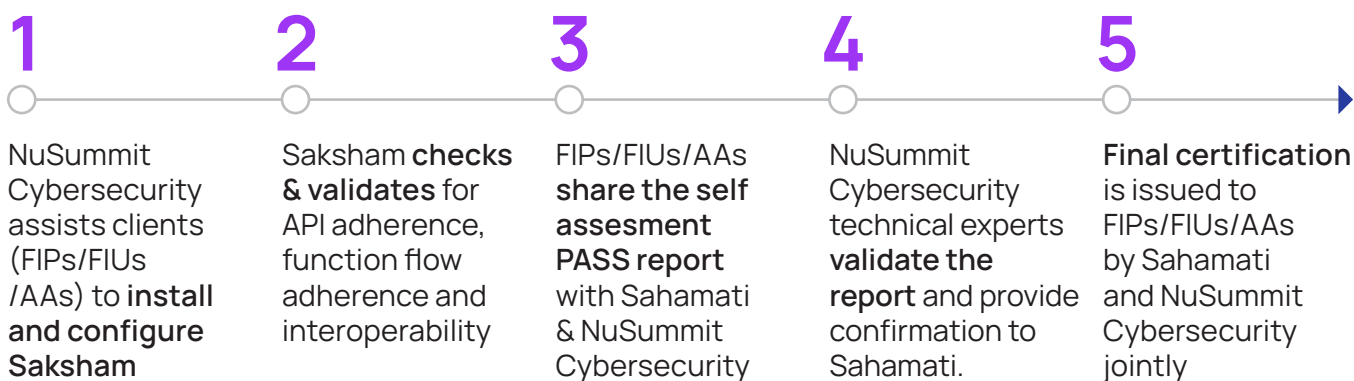 1
NuSummit
Cybersecurity
assists clients
(FIPs/FIUs
/AAs) to install
and configure
Saksham
2
Saksham checks
& validates for
API adherence,
function flow
adherence and
interoperability
3
FIPs/FIUs/AAs
share the self
assesment
PASS report
with Sahamati
& NuSummit
Cybersecurity
4
NuSummit
Cybersecurity
technical experts
validate the
report and provide
confirmation to
Sahamati.
5
Final certification
is issued to
FIPs/FIUs/AAs
by Sahamati
and NuSummit
Cybersecurity
jointly